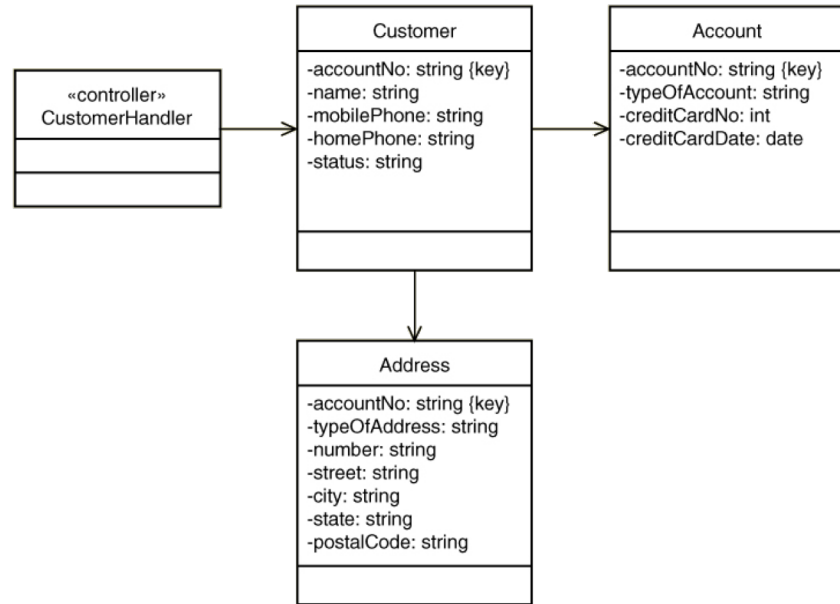 «controller»
CustomerHandler
Customer
-accountNo: string {key}
-name: string
-mobilePhone: string
-homePhone: string
-status: string
Account
-accountNo: string {key}
-typeOfAccount: string
-creditCardNo: int
-creditCardDate: date
Address
-accountNo: string {key}
-typeOfAddress: string
-number: string
-street: string
-city: string
-state: string
-postalCode: string